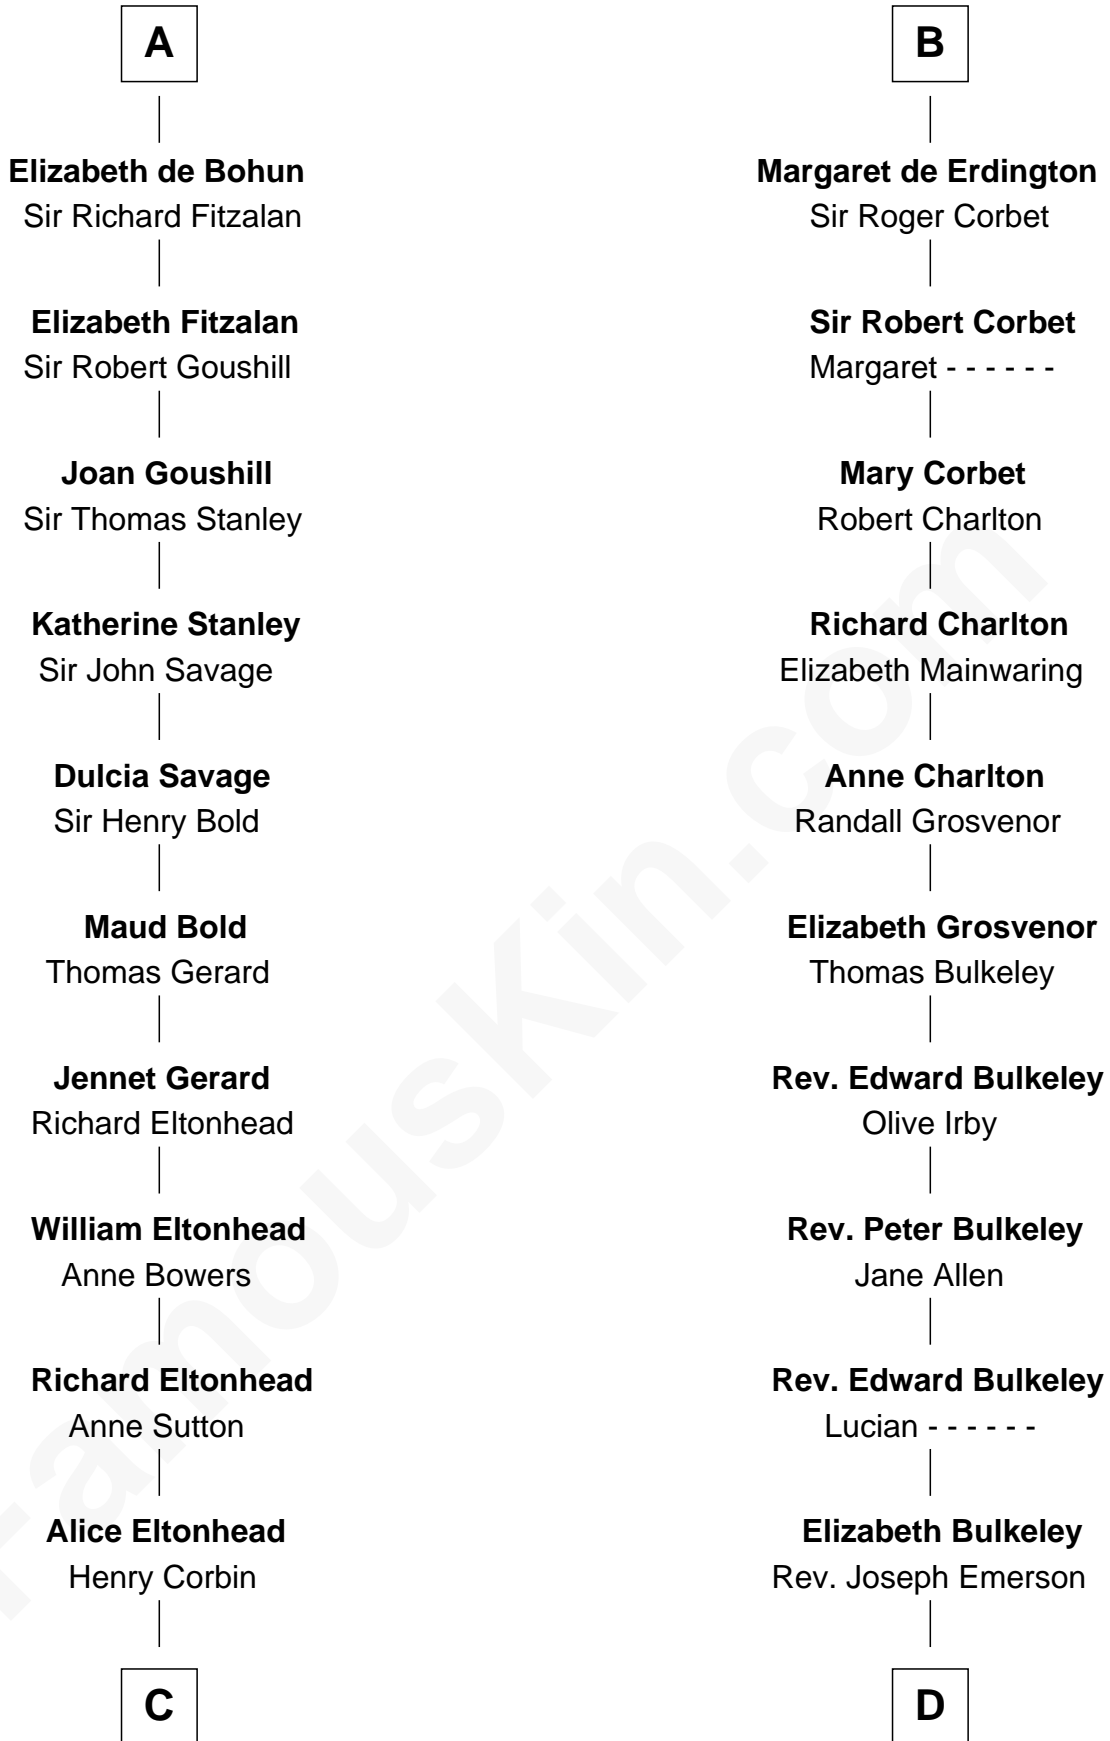 A
Elizabeth de Bohun
Sir Richard Fitzalan
Elizabeth Fitzalan
Sir Robert Goushill
Joan Goushill
Sir Thomas Stanley
Katherine Stanley
Sir John Savage
Dulcia Savage
Sir Henry Bold
Maud Bold
Thomas Gerard
Jennet Gerard
Richard Eltonhead
William Eltonhead
Anne Bowers
Richard Eltonhead
Anne Sutton
Alice Eltonhead
Henry Corbin
C
B
Margaret de Erdington
Sir Roger Corbet
Sir Robert Corbet
Margaret - - - - - -
Mary Corbet
Robert Charlton
Richard Charlton
Elizabeth Mainwaring
Anne Charlton
Randall Grosvenor
Elizabeth Grosvenor
Thomas Bulkeley
Rev. Edward Bulkeley
Olive Irby
Rev. Peter Bulkeley
Jane Allen
Rev. Edward Bulkeley
Lucian - - - - - -
Elizabeth Bulkeley
Rev. Joseph Emerson
D
FamousKin.com